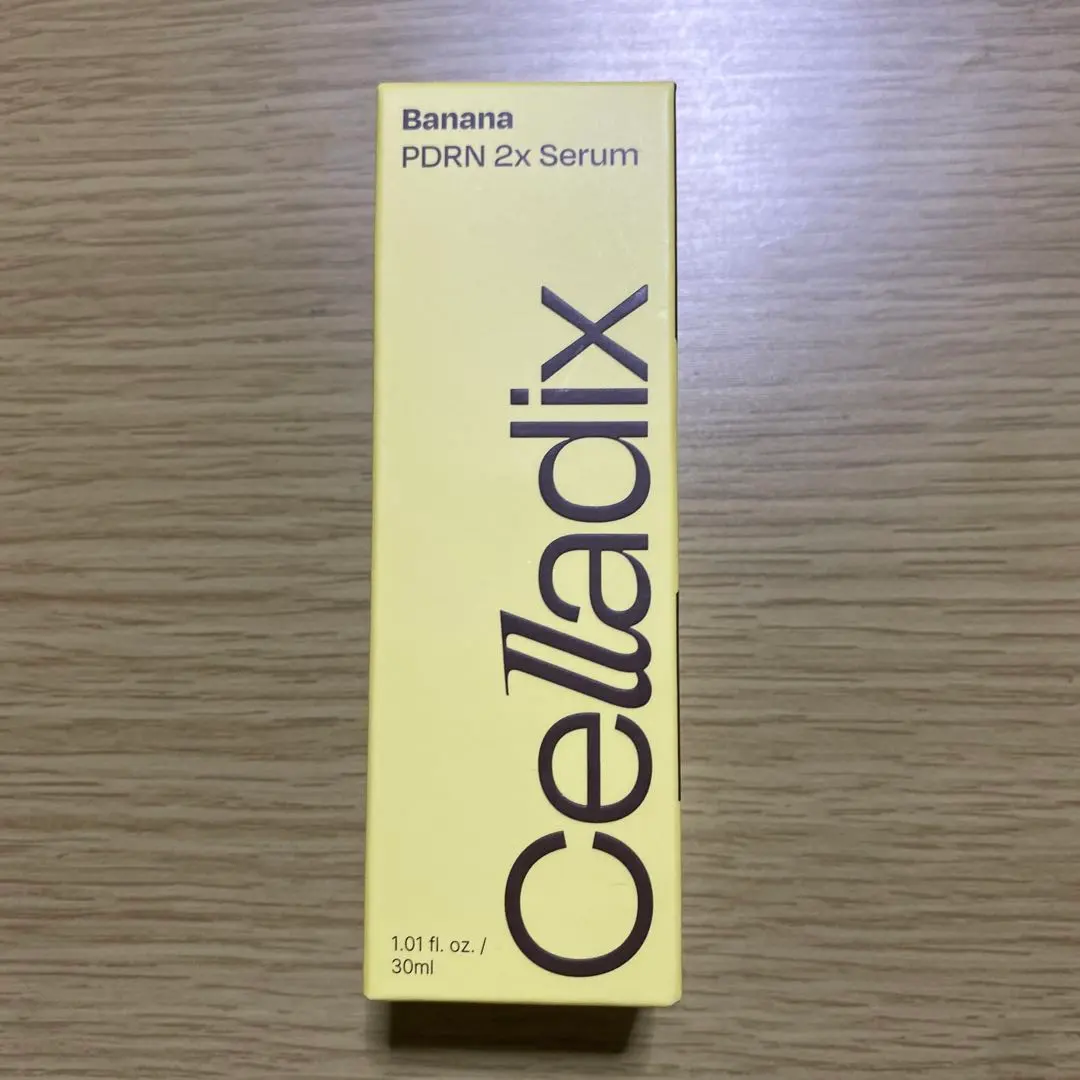 Banana
PDRN 2x Serum
Celladix
1.01 fl. oz. /
30ml